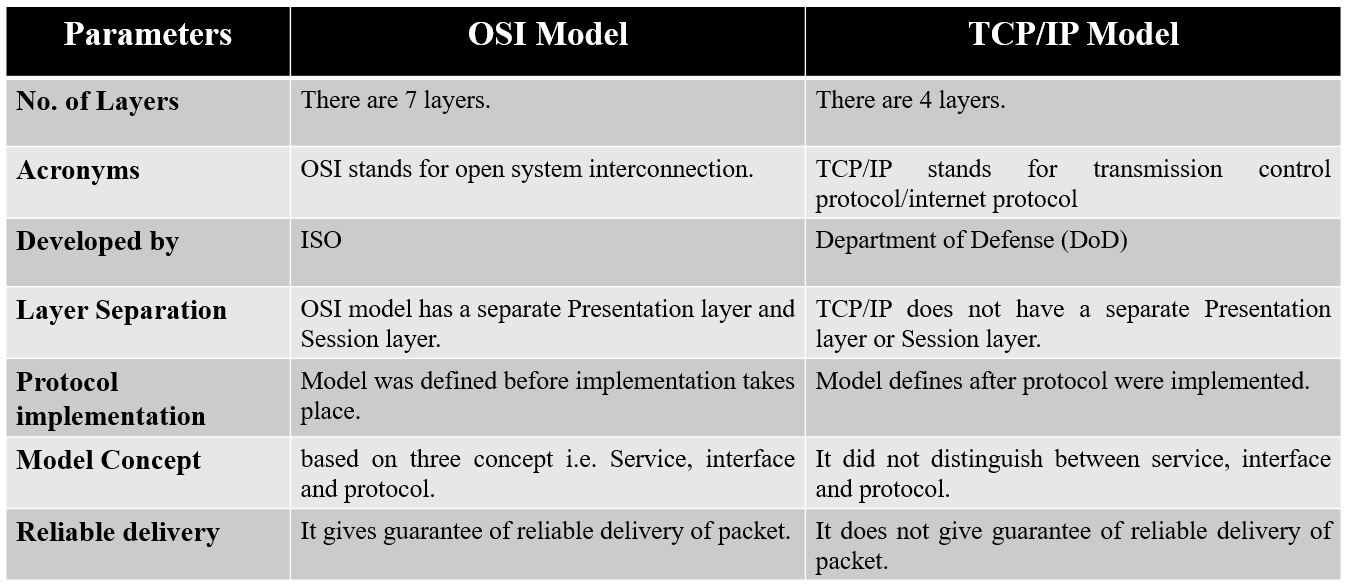 Parameters
OSI Model
TCP/IP Model
No. of Layers
There are 7 layers.
There are 4 layers.
Acronyms
OSI stands for open system interconnection.
TCP/IP stands for transmission control
protocol/internet protocol
Developed by
ISO
Department of Defense (DoD)
Layer Separation
OSI model has a separate Presentation layer and
Session layer.
TCP/IP does not have a separate Presentation
layer or Session layer.
Protocol
implementation
Model was defined before implementation takes
place.
Model defines after protocol were implemented.
Model Concept
based on three concept i.e. Service, interface
and protocol.
It did not distinguish between service, interface
and protocol.
Reliable delivery
It gives guarantee of reliable delivery of packet.
It does not give guarantee of reliable delivery of
packet.